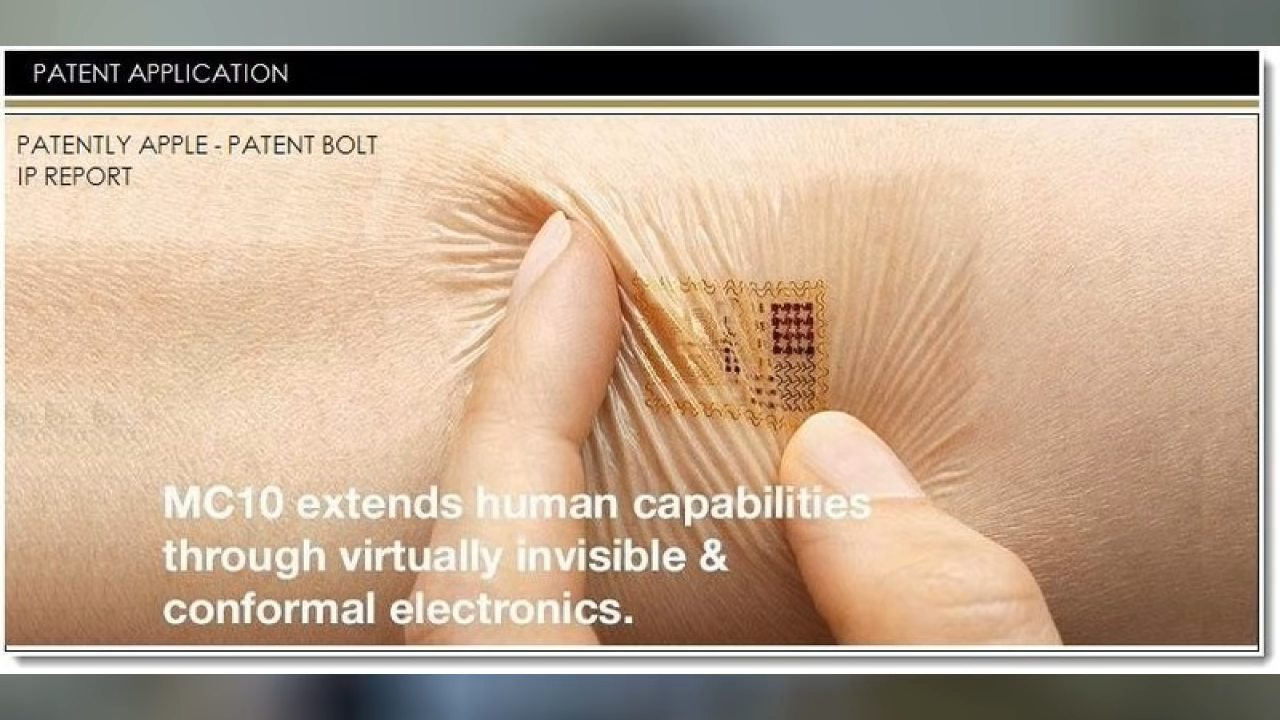 PATENT APPLICATION
PATENTLY APPLE - PATENT BOLT
IP REPORT
MC10 extends human capabilities
through virtually invisible &
conformal electronics.